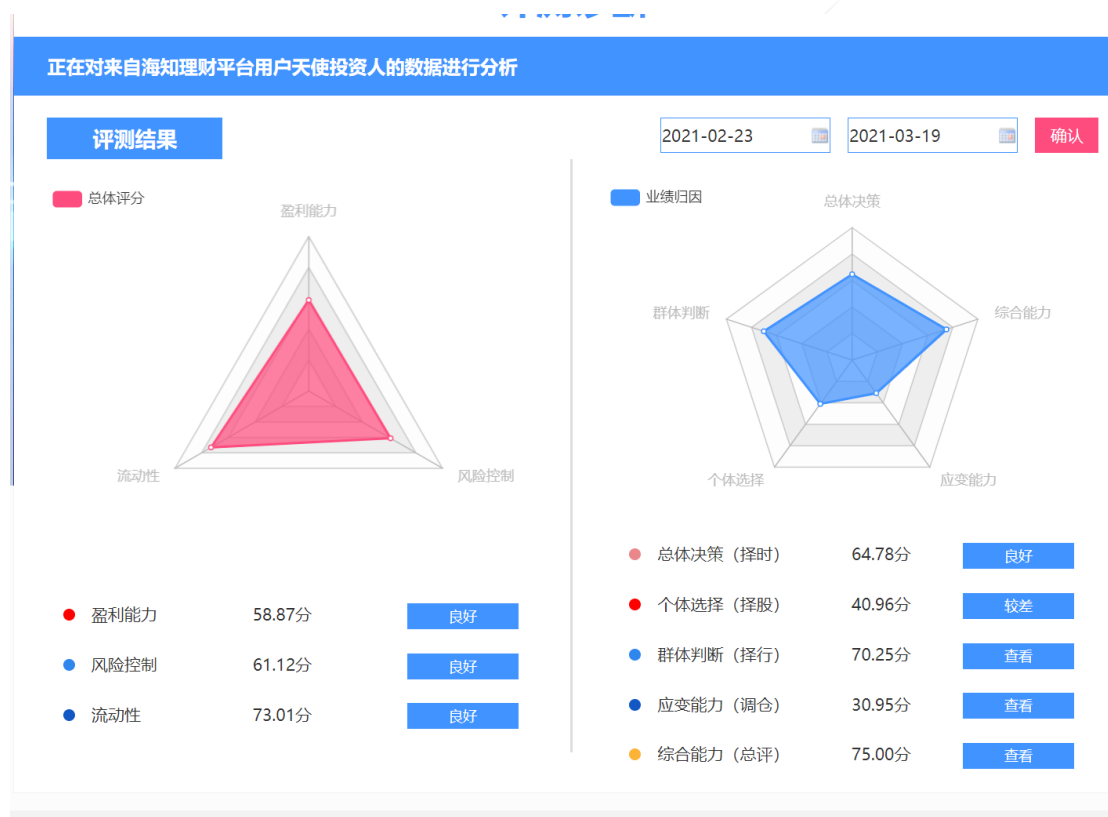 正在对来自海知理财平台用户天使投资人的数据进行分析
评测结果
2021-02-23
2021-03-19
确认
总体评分
盈利能力
流动性
风险控制
盈利能力 58.87分 良好
风险控制 61.12分 良好
流动性 73.01分 良好
业绩归因
总体决策
群体判断
综合能力
个体选择
应变能力
总体决策（择时） 64.78分 良好
个体选择（择股） 40.96分 较差
群体判断（择行） 70.25分 查看
应变能力（调仓） 30.95分 查看
综合能力（总评） 75.00分 查看